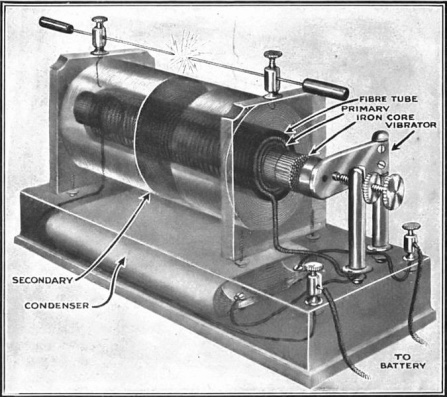 FIBRE TUBE
PRIMARY
IRON CORE
VIBRATOR
SECONDARY
CONDENSER
TO
BATTERY